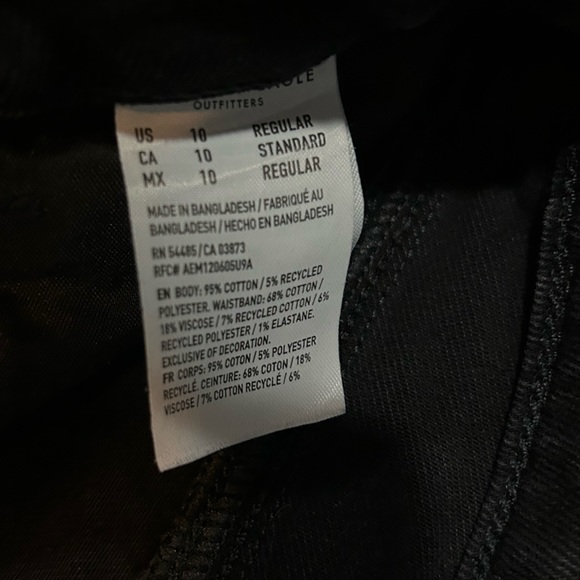 OUTFITTERS
US 10 REGULAR
CA 10 STANDARD
MX 10 REGULAR
MADE IN BANGLADESH / FABRIQUÉ AU
BANGLADESH / HECHO EN BANGLADESH
RN 54485 / CA 03873
RFC# AEM120605U9A
EN BODY: 95% COTTON / 5% RECYCLED
POLYESTER. WAISTBAND: 68% COTTON /
18% VISCOSE / 7% RECYCLED COTTON / 6%
RECYCLED POLYESTER / 1% ELASTANE.
EXCLUSIVE OF DECORATION.
FR CORPS: 95% COTON / 5% POLYESTER
RECYCLÉ. CEINTURE: 68% COTON / 18%
VISCOSE / 7% COTTON RECYCLÉ / 6%